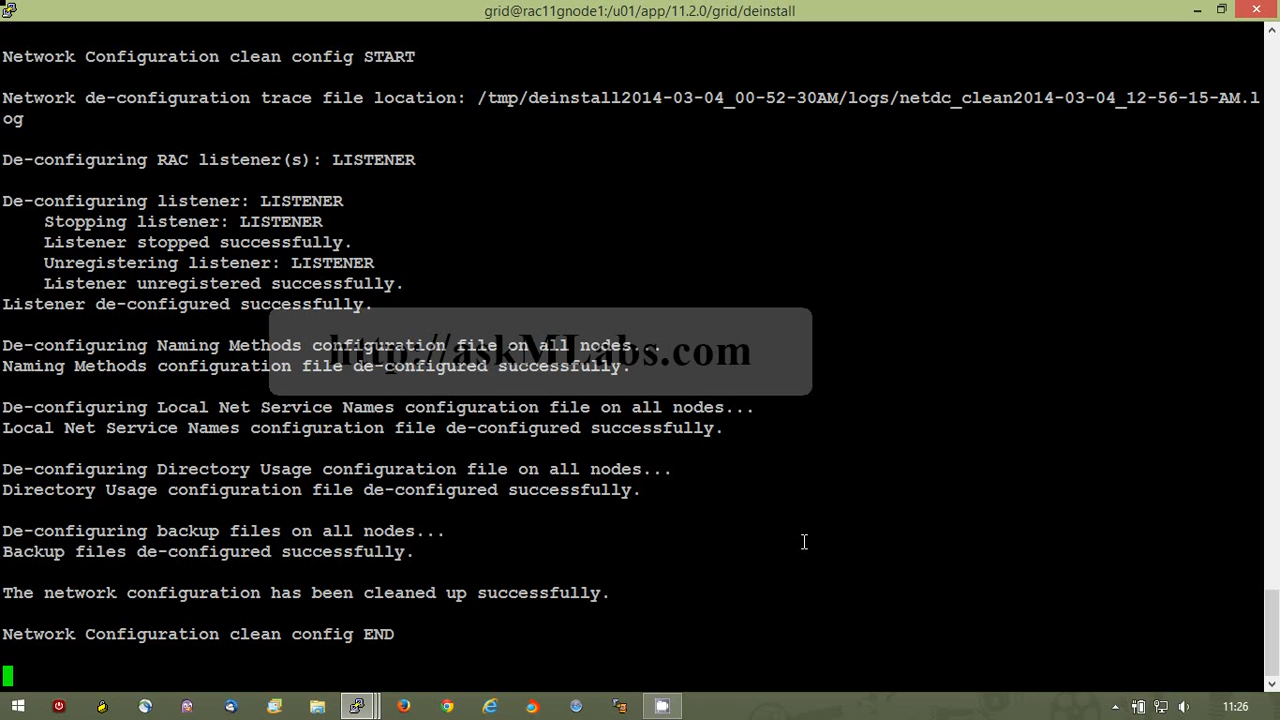 grid@rac11gnode1:/u01/app/11.2.0/grid/deinstall
Network Configuration clean config START
Network de-configuration trace file location: /tmp/deinstall2014-03-04_00-52-30AM/logs/netdc_clean2014-03-04_12-56-15-AM.l
og
De-configuring RAC listener(s): LISTENER
De-configuring listener: LISTENER
Stopping listener: LISTENER
Listener stopped successfully.
Unregistering listener: LISTENER
Listener unregistered successfully.
Listener de-configured successfully.
De-configuring Naming Methods configuration file on all nodes...
http://askMLabs.com
Naming Methods configuration file de-configured successfully.
De-configuring Local Net Service Names configuration file on all nodes...
Local Net Service Names configuration file de-configured successfully.
De-configuring Directory Usage configuration file on all nodes...
Directory Usage configuration file de-configured successfully.
De-configuring backup files on all nodes...
Backup files de-configured successfully.
The network configuration has been cleaned up successfully.
Network Configuration clean config END
11:26